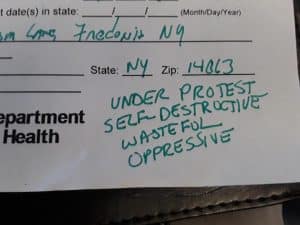 t date(s) in state: / / (Month/Day/Year)
Fredonia NY
State: NY Zip: 14063
UNDER PROTEST
SELF DESTRUCTIVE
WASTEFUL
OPPRESSIVE
epartment
Health